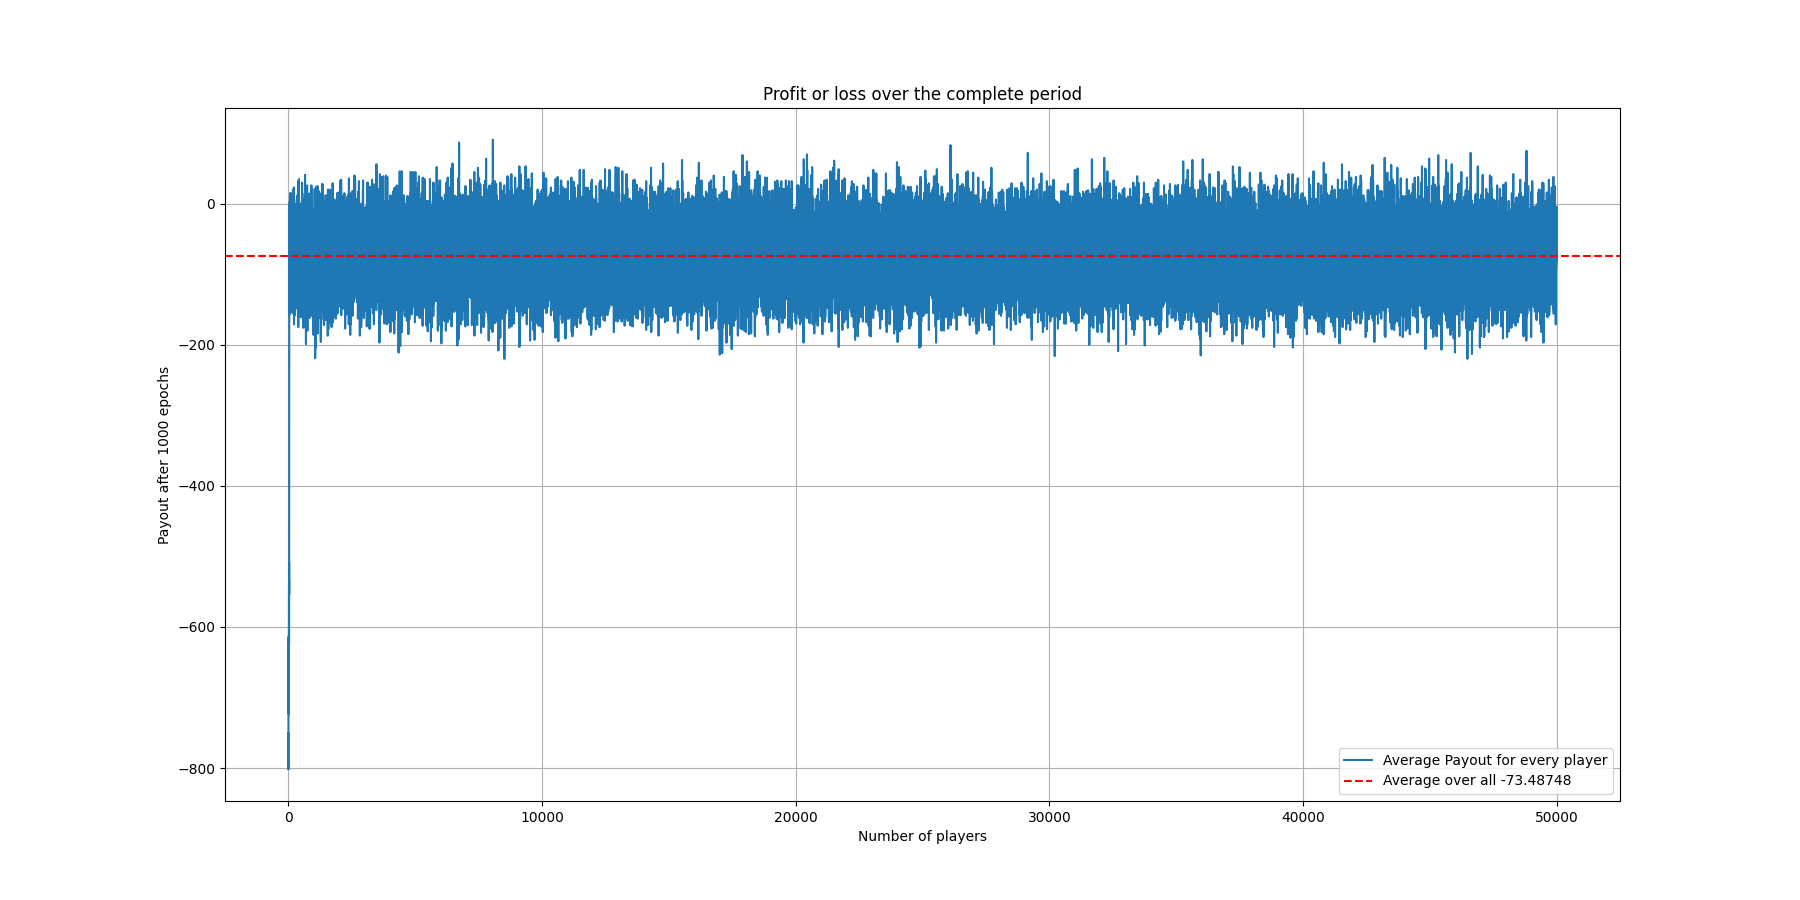 Profit or loss over the complete period
Payout after 1000 epochs
0
−200
−400
−600
−800
0
10000
20000
30000
40000
50000
Number of players
Average Payout for every player
Average over all -73.48748